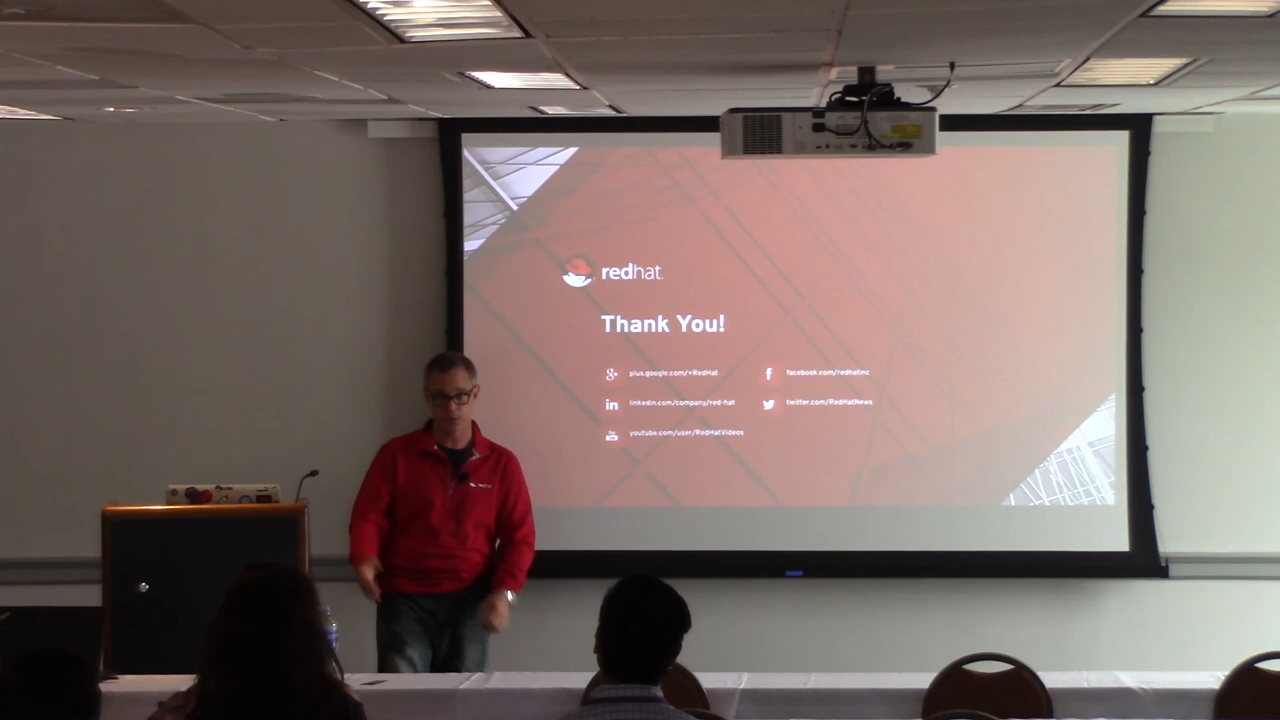 redhat.
Thank You!
plus.google.com/+RedHat
facebook.com/redhatinc
linkedin.com/company/red-hat
twitter.com/RedHatNews
You
youtube.com/user/RedHatVideos